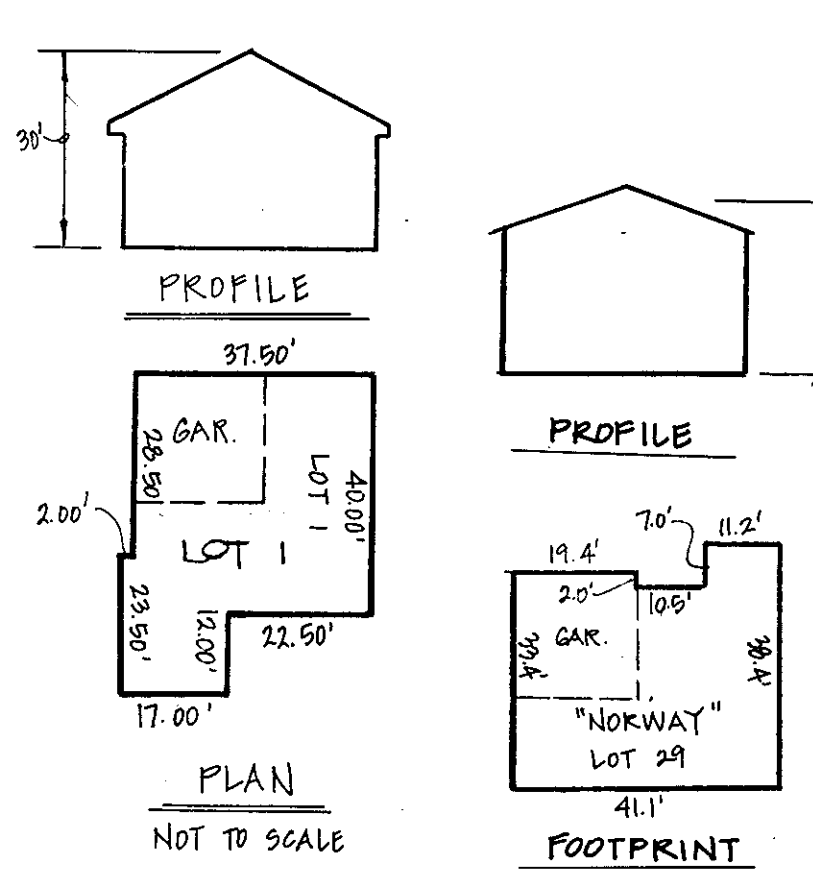 30'
PROFILE
37.50'
GAR.
28.50'
LOT 1
40.00'
2.00'
LOT 1
23.50'
12.00'
22.50'
17.00'
PLAN
NOT TO SCALE
PROFILE
7.0'
11.2'
19.4'
2.0'
10.5'
GAR.
33.4'
38.4'
"NORWAY"
LOT 29
41.1'
FOOTPRINT